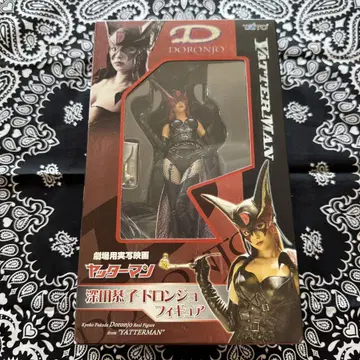 D
DORONJO
TAITO
YATTERMAN
劇場用実写映画
ヤッターマン
深田恭子 ドロンジョ
フィギュア
Kyoko Fukada Doronjo Real Figure
from "YATTERMAN"